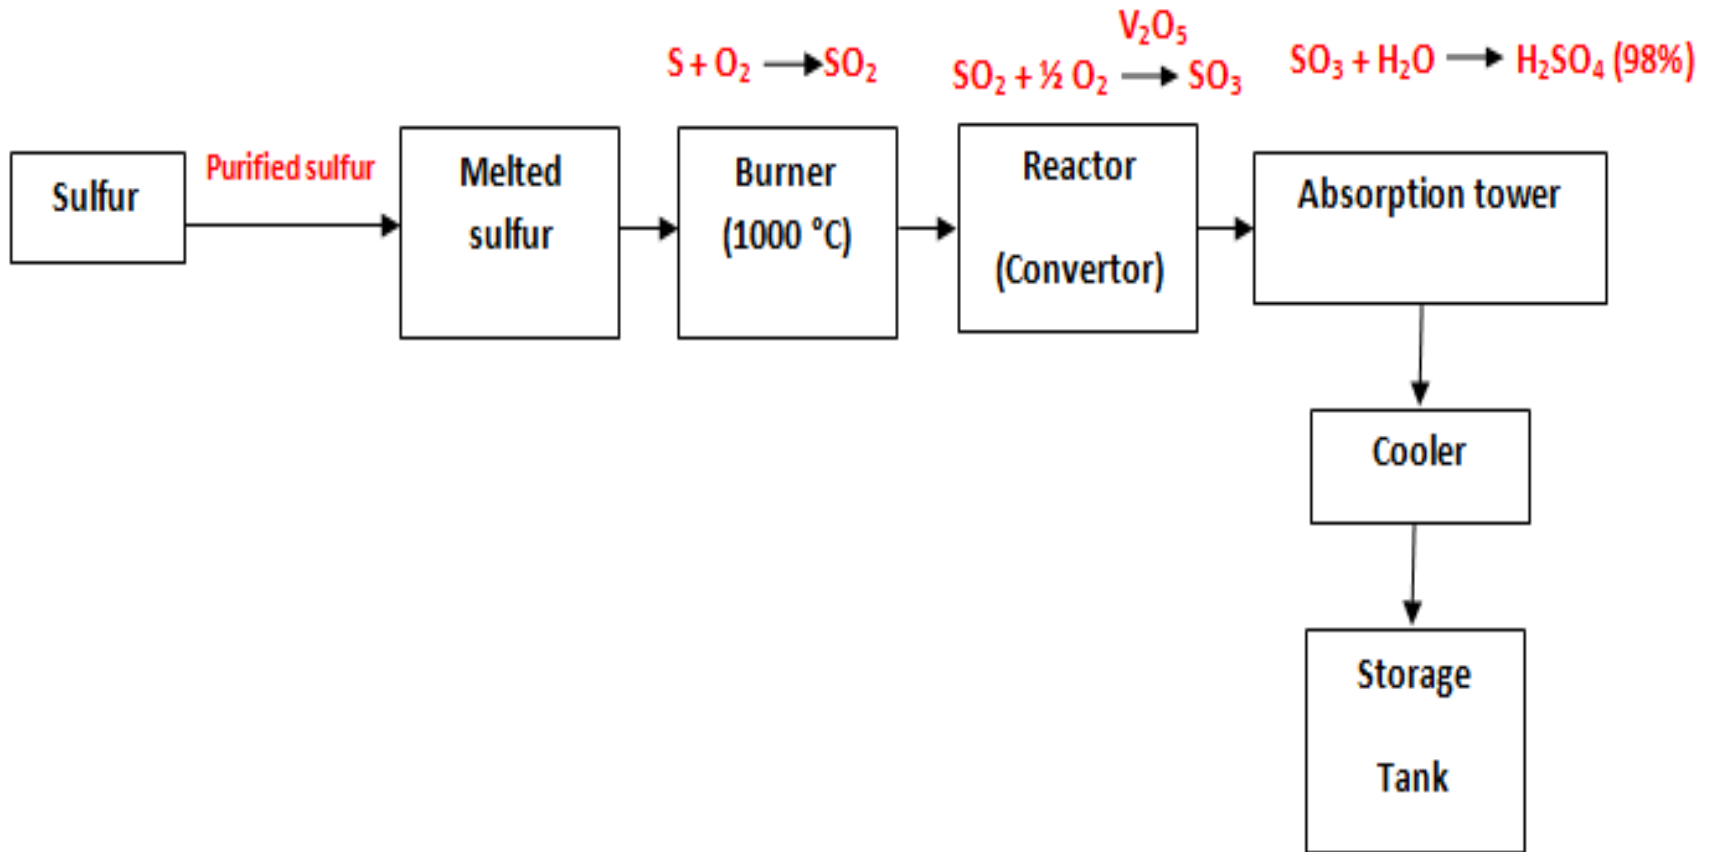 S + O₂ → SO₂
V₂O₅
SO₂ + ½ O₂ → SO₃
SO₃ + H₂O → H₂SO₄ (98%)
Sulfur
Purified sulfur
Melted
sulfur
Burner
(1000 °C)
Reactor
(Convertor)
Absorption tower
Cooler
Storage
Tank